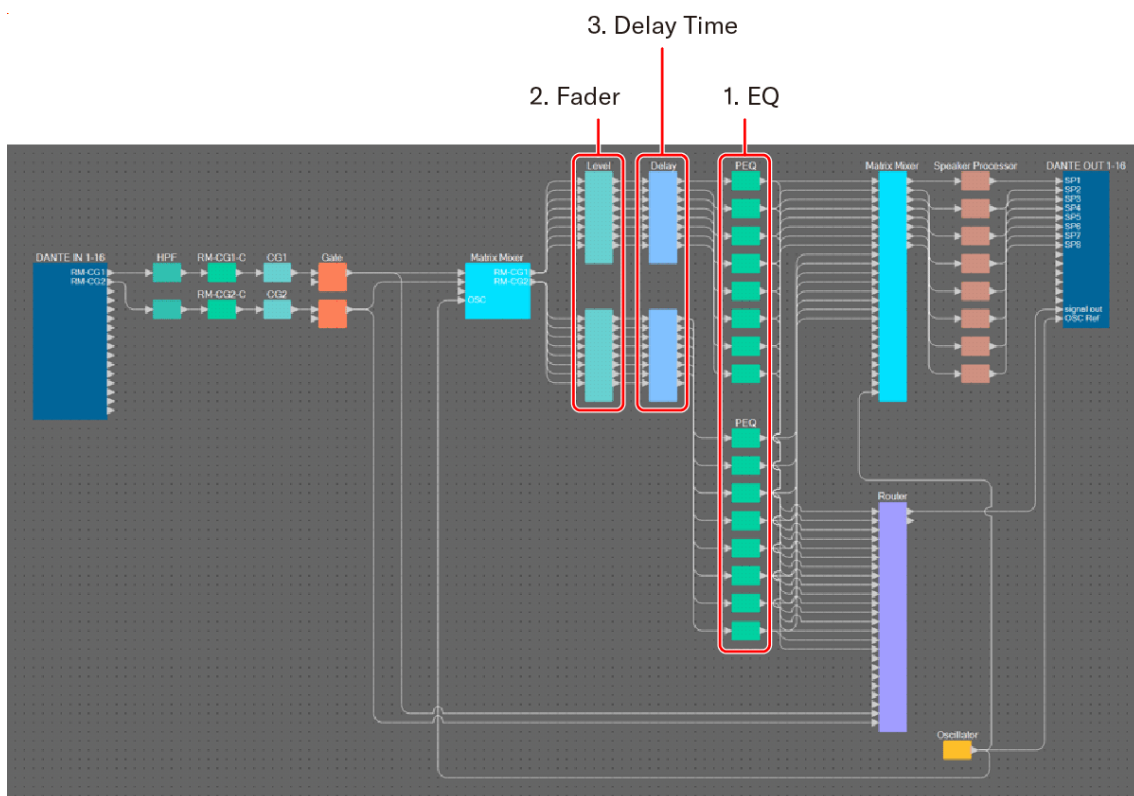 3. Delay Time
2. Fader
1. EQ
Level
Delay
PEQ
Matrix Mixer
Speaker Processor
DANTE OUT 1-16
SP1
SP2
SP3
SP4
SP5
SP6
SP7
SP8
signal out
OSC Ref
DANTE IN 1-16
RM-CG1
RM-CG2
HPF
RM-CG1-C
CG1
Gate
RM-CG2-C
CG2
Matrix Mixer
RM-CG1
RM-CG2
OSC
PEQ
Router
Oscillator